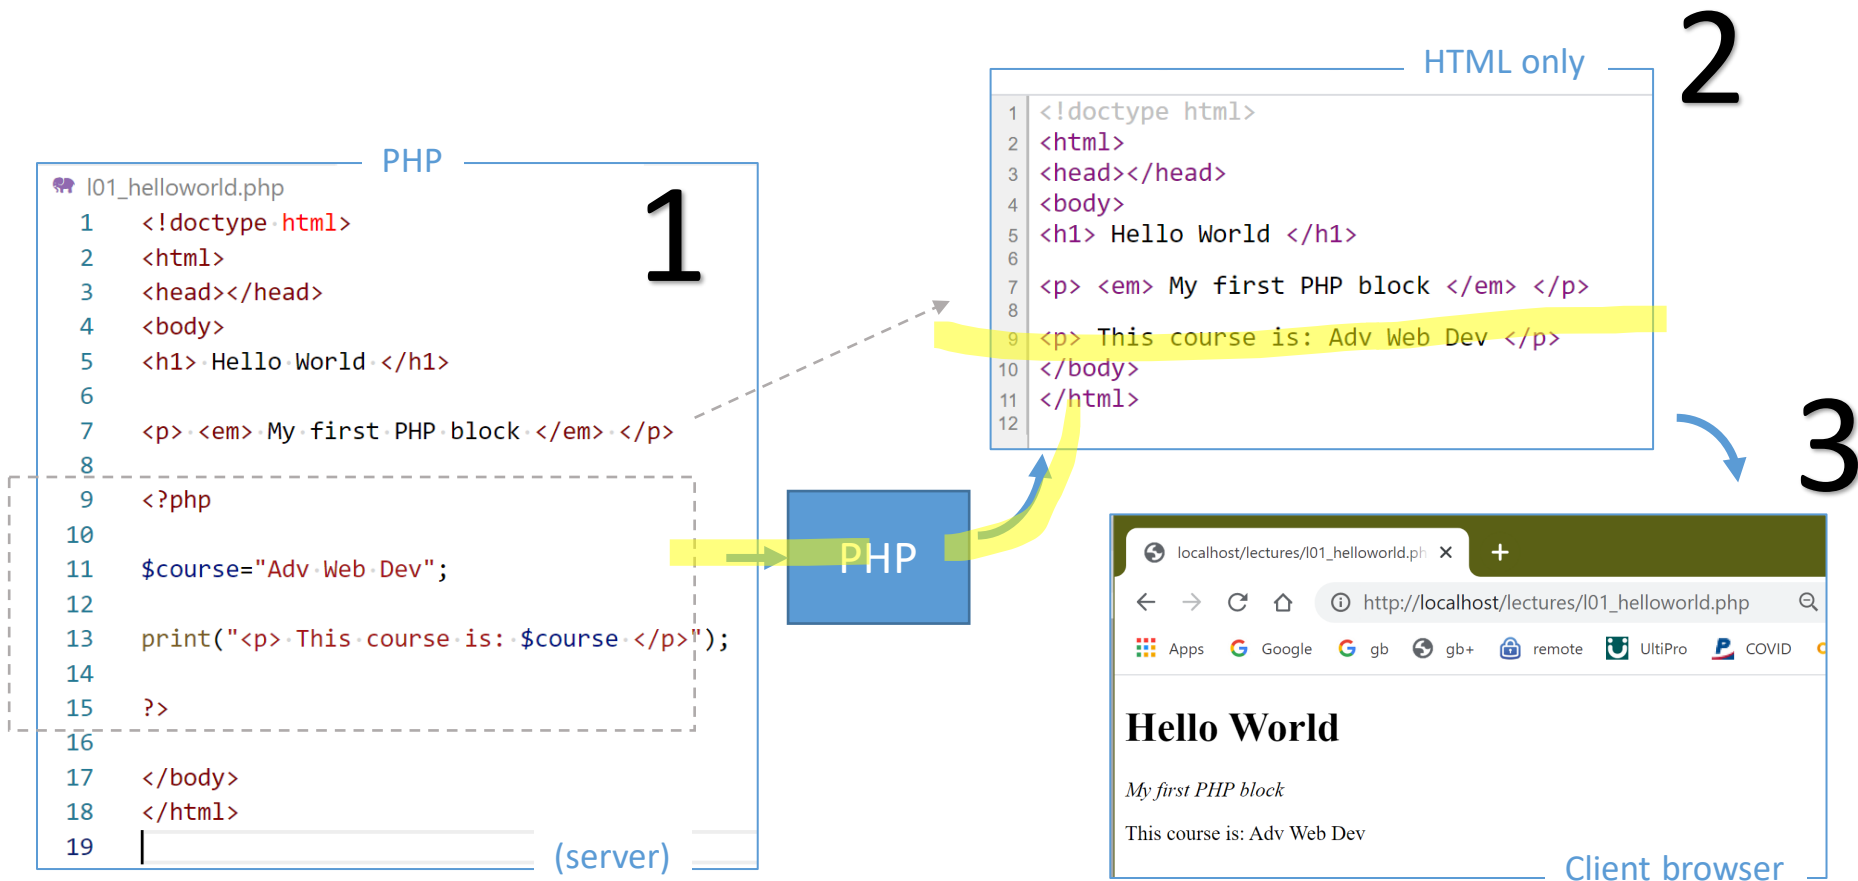 PHP
1
l01_helloworld.php
1 <!doctype html>
2 <html>
3 <head></head>
4 <body>
5 <h1> Hello World </h1>
6
7 <p> <em> My first PHP block </em> </p>
8
9 <?php
10
11 $course="Adv Web Dev";
12
13 print("<p> This course is: $course </p>");
14
15 ?>
16
17 </body>
18 </html>
19
(server)
PHP
HTML only
2
1 <!doctype html>
2 <html>
3 <head></head>
4 <body>
5 <h1> Hello World </h1>
6
7 <p> <em> My first PHP block </em> </p>
8
9 <p> This course is: Adv Web Dev </p>
10 </body>
11 </html>
12
3
localhost/lectures/l01_helloworld.ph
http://localhost/lectures/l01_helloworld.php
Apps Google gb gb+ remote UltiPro COVID
Hello World
My first PHP block
This course is: Adv Web Dev
Client browser